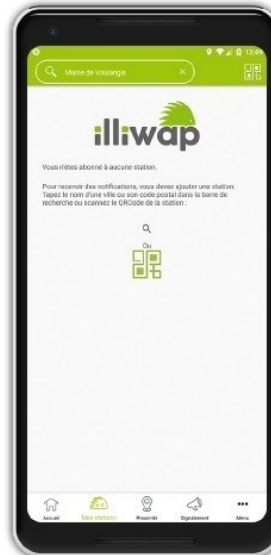 13:49
Mairie de Voulangis
illiwap
Vous n'êtes abonné à aucune station.
Pour recevoir des notifications, vous devez ajouter une station.
Tapez le nom d'une ville ou son code postal dans la barre de
recherche ou scannez le QRCode de la station :
Ou
Accueil Mes stations Proximité Signalement Menu